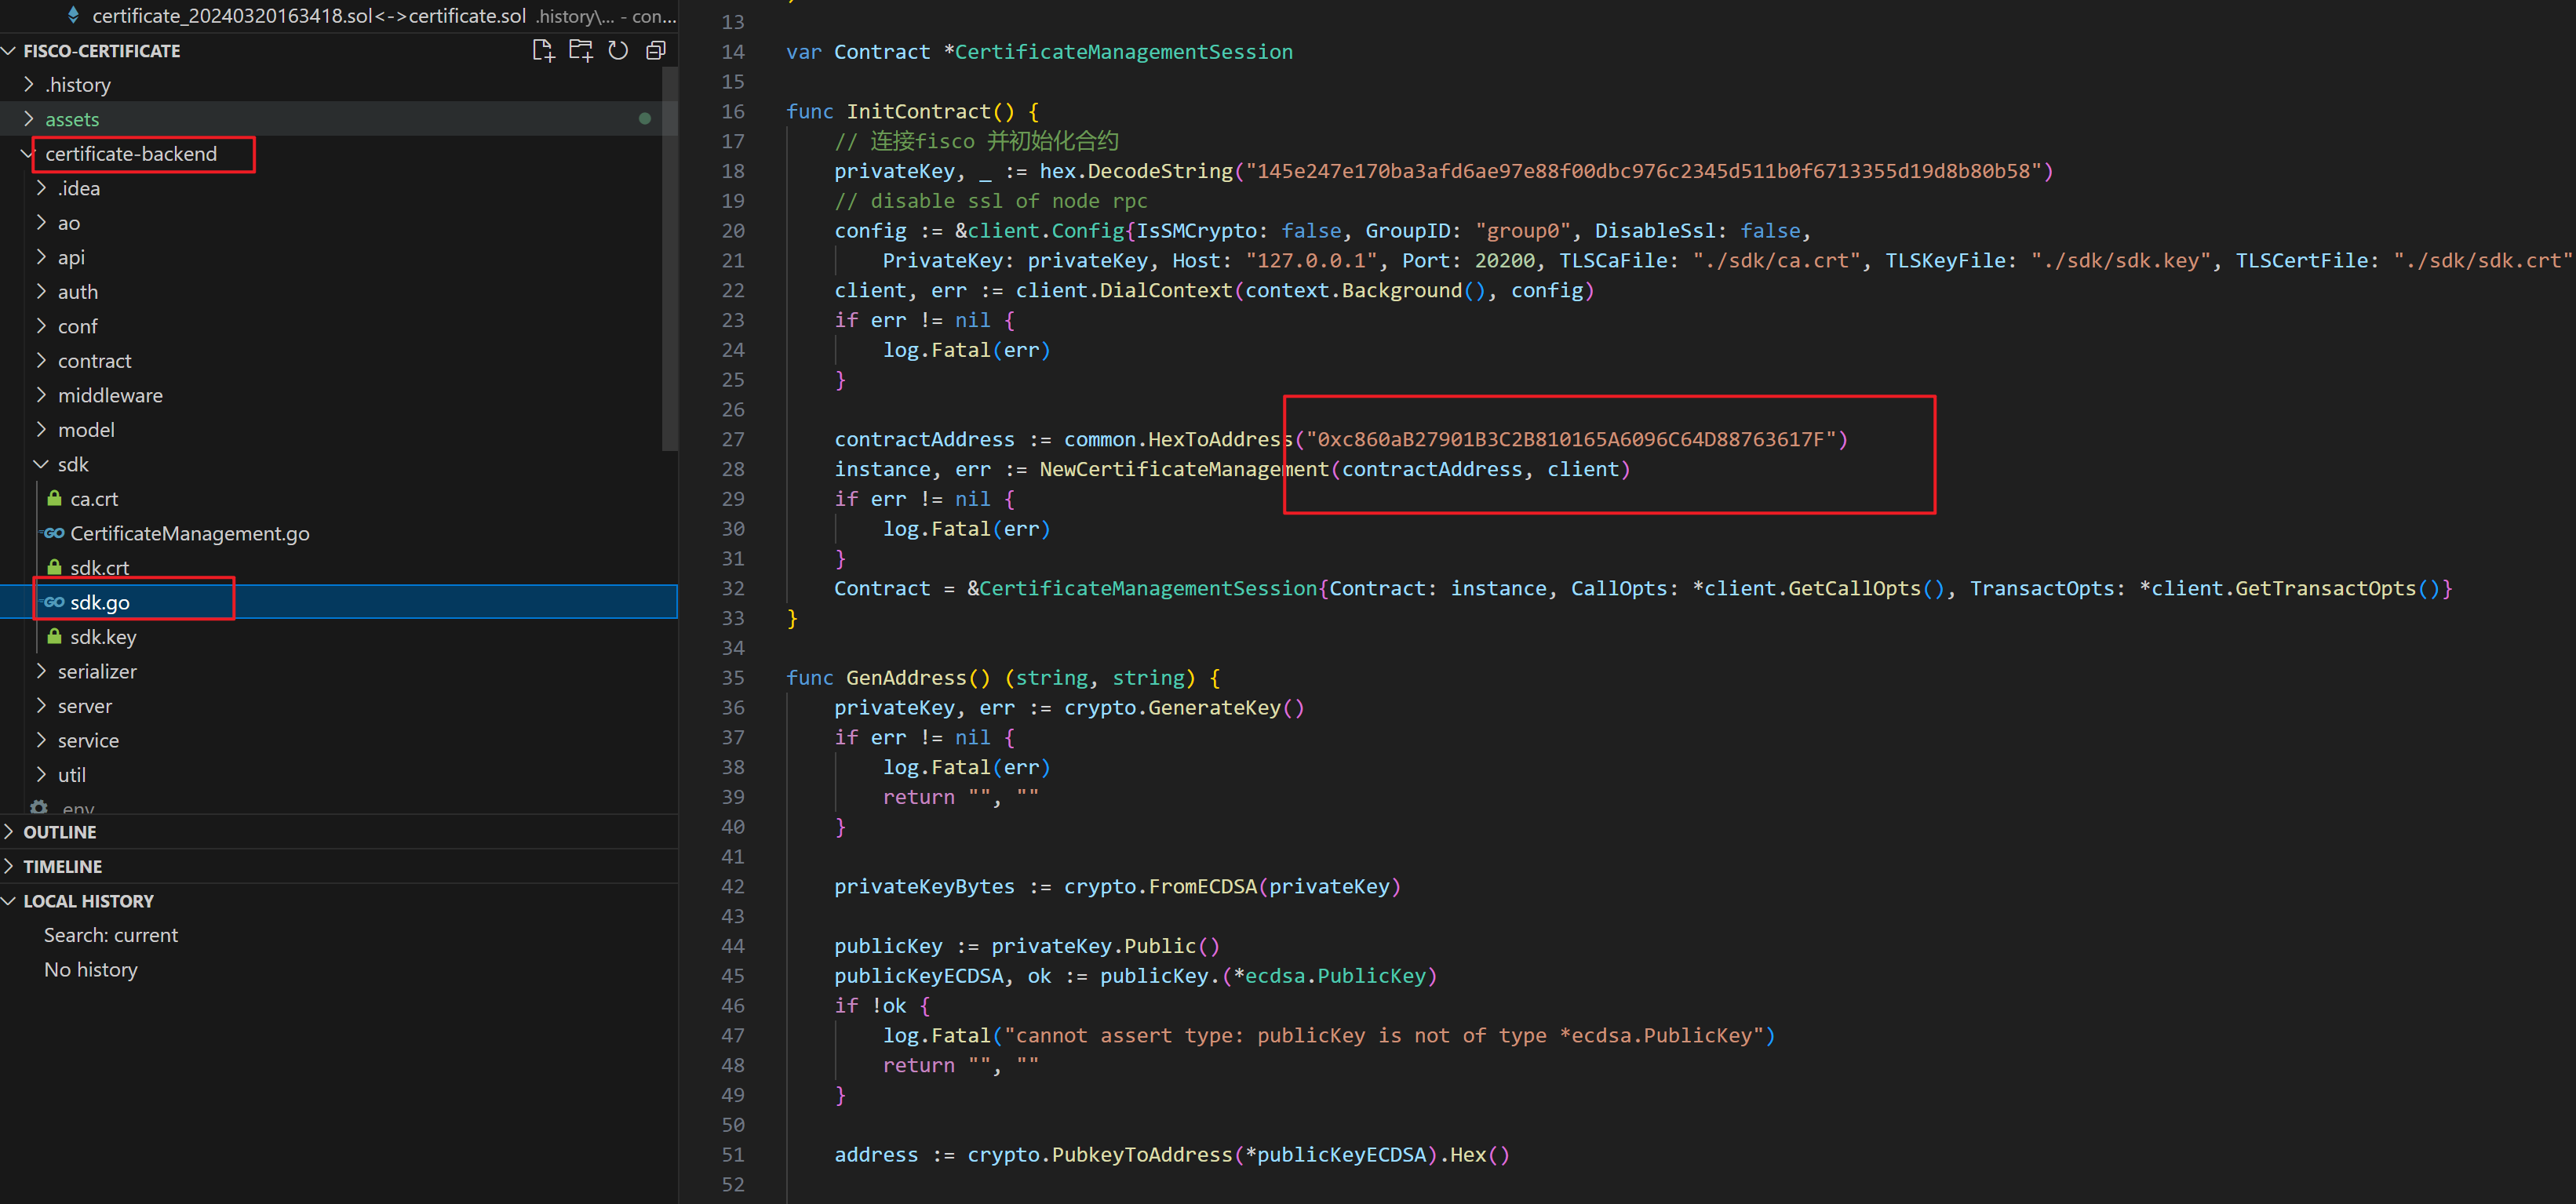 certificate_20240320163418.sol<->certificate.sol .history\... - con...
FISCO-CERTIFICATE
.history
assets
certificate-backend
.idea
ao
api
auth
conf
contract
middleware
model
sdk
ca.crt
GO CertificateManagement.go
sdk.crt
GO sdk.go
sdk.key
serializer
server
service
util
.env
OUTLINE
TIMELINE
LOCAL HISTORY
Search: current
No history
13
14 var Contract *CertificateManagementSession
15
16 func InitContract() {
17 // 连接fisco 并初始化合约
18 privateKey, _ := hex.DecodeString("145e247e170ba3afd6ae97e88f00dbc976c2345d511b0f6713355d19d8b80b58")
19 // disable ssl of node rpc
20 config := &client.Config{IsSMCrypto: false, GroupID: "group0", DisableSsl: false,
21 PrivateKey: privateKey, Host: "127.0.0.1", Port: 20200, TLSCaFile: "./sdk/ca.crt", TLSKeyFile: "./sdk/sdk.key", TLSCertFile: "./sdk/sdk.crt"
22 client, err := client.DialContext(context.Background(), config)
23 if err != nil {
24 log.Fatal(err)
25 }
26
27 contractAddress := common.HexToAddress("0xc860aB27901B3C2B810165A6096C64D88763617F")
28 instance, err := NewCertificateManagement(contractAddress, client)
29 if err != nil {
30 log.Fatal(err)
31 }
32 Contract = &CertificateManagementSession{Contract: instance, CallOpts: *client.GetCallOpts(), TransactOpts: *client.GetTransactOpts()}
33 }
34
35 func GenAddress() (string, string) {
36 privateKey, err := crypto.GenerateKey()
37 if err != nil {
38 log.Fatal(err)
39 return "", ""
40 }
41
42 privateKeyBytes := crypto.FromECDSA(privateKey)
43
44 publicKey := privateKey.Public()
45 publicKeyECDSA, ok := publicKey.(*ecdsa.PublicKey)
46 if !ok {
47 log.Fatal("cannot assert type: publicKey is not of type *ecdsa.PublicKey")
48 return "", ""
49 }
50
51 address := crypto.PubkeyToAddress(*publicKeyECDSA).Hex()
52